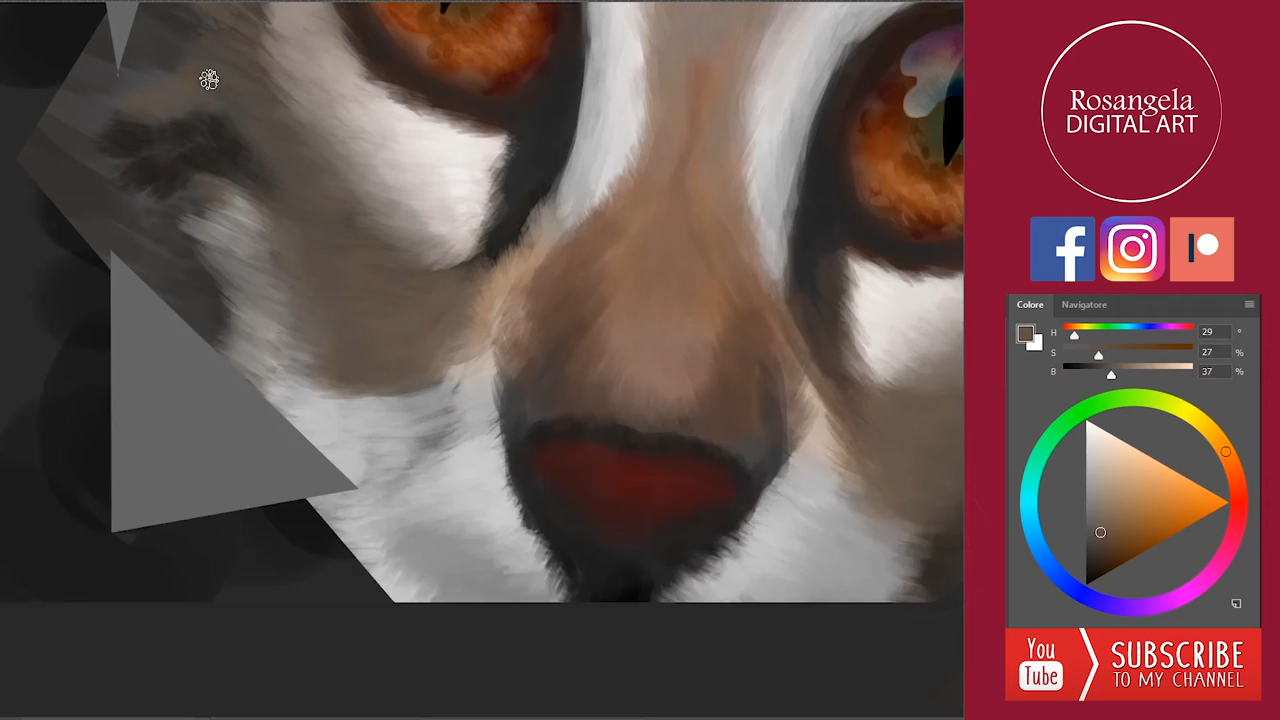 Rosangela
DIGITAL ART
Colore
Navigatore
H 29 °
S 27 %
B 37 %
You
Tube
SUBSCRIBE
TO MY CHANNEL